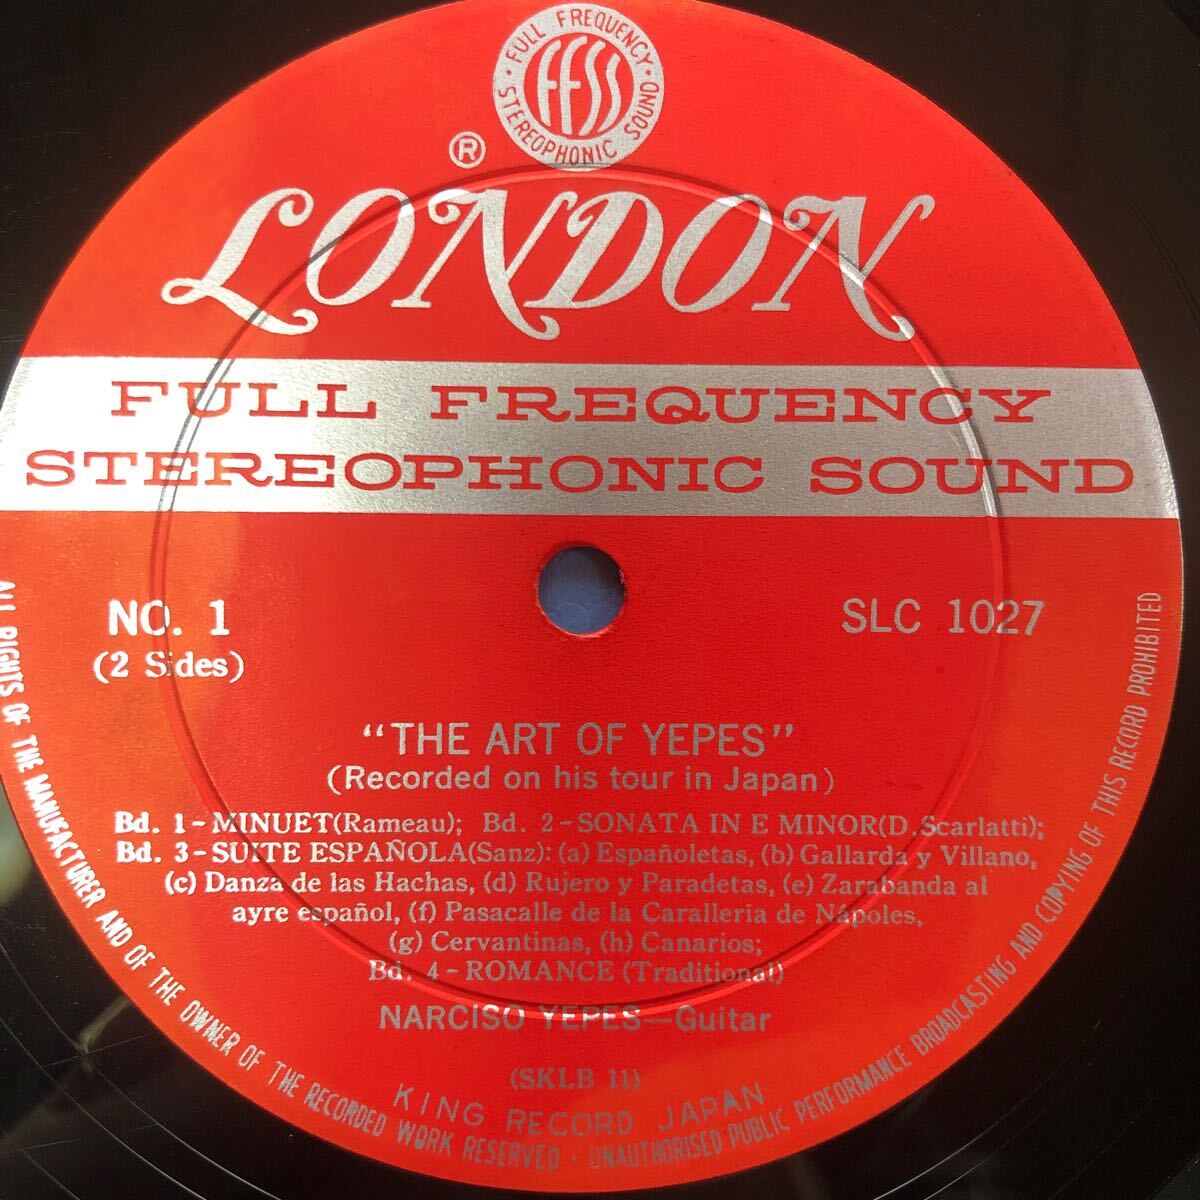 FULL FREQUENCY
STEREOPHONIC SOUND
FFSS
®
LONDON
FULL FREQUENCY
STEREOPHONIC SOUND
NO. 1
(2 Sides)
SLC 1027
"THE ART OF YEPES"
(Recorded on his tour in Japan)
Bd. 1-MINUET(Rameau); Bd. 2-SONATA IN E MINOR(D. Scarlatti);
Bd. 3-SUITE ESPAÑOLA(Sanz): (a) Españoletas, (b) Gallarda y Villano,
(c) Danza de las Hachas, (d) Rujero y Paradetas, (e) Zarabanda al
ayre español, (f) Pasacalle de la Caralleria de Nápoles,
(g) Cervantinas, (h) Canarios;
Bd. 4-ROMANCE (Traditional)
NARCISO YEPES—Guitar
(SKLB 11)
KING RECORD JAPAN
ALL RIGHTS OF THE MANUFACTURER AND OF THE OWNER OF THE RECORDED WORK RESERVED · UNAUTHORISED PUBLIC PERFORMANCE BROADCASTING AND COPYING OF THIS RECORD PROHIBITED